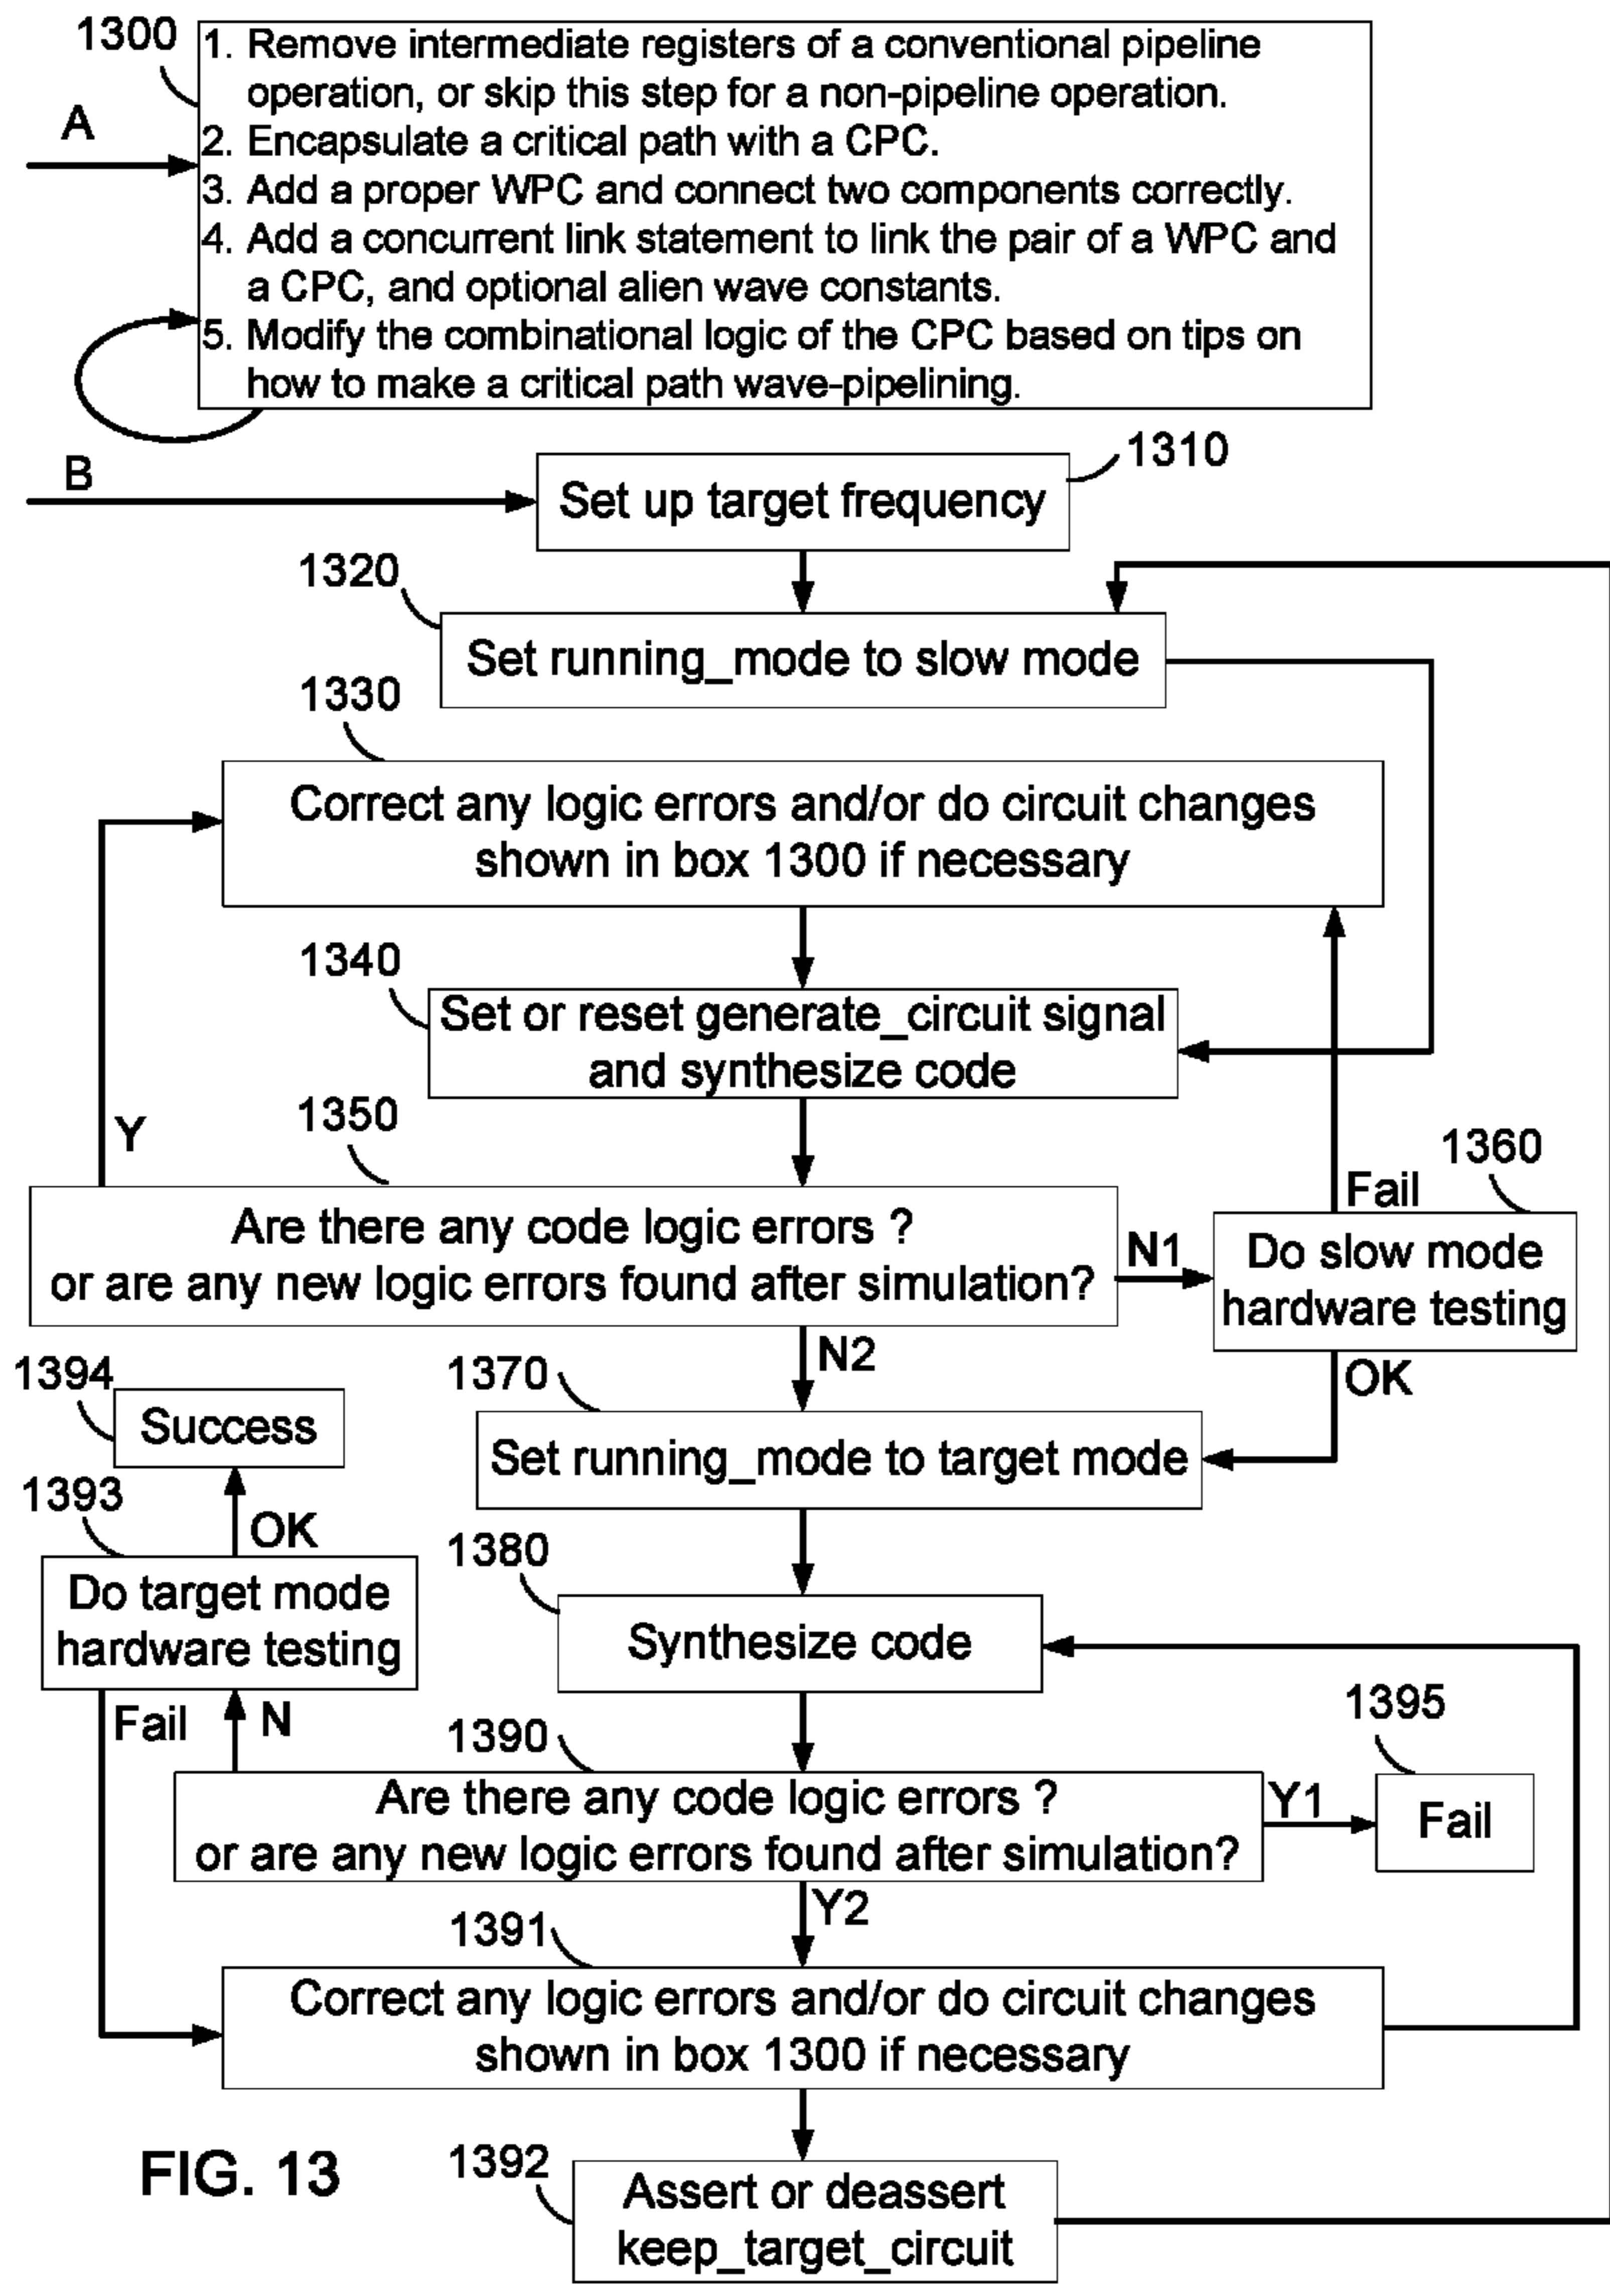 1300
1. Remove intermediate registers of a conventional pipeline
operation, or skip this step for a non-pipeline operation.
A
2. Encapsulate a critical path with a CPC.
3. Add a proper WPC and connect two components correctly.
4. Add a concurrent link statement to link the pair of a WPC and
a CPC, and optional alien wave constants.
5. Modify the combinational logic of the CPC based on tips on
how to make a critical path wave-pipelining.
B
1310
Set up target frequency
1320
Set running_mode to slow mode
1330
Correct any logic errors and/or do circuit changes
shown in box 1300 if necessary
1340
Set or reset generate_circuit signal
and synthesize code
Y
1350
Are there any code logic errors ?
or are any new logic errors found after simulation?
N1
1360
Fail
Do slow mode
hardware testing
OK
N2
1370
Set running_mode to target mode
1394
Success
1393
OK
Do target mode
hardware testing
Fail
N
1380
Synthesize code
1390
Are there any code logic errors ?
or are any new logic errors found after simulation?
Y1
1395
Fail
Y2
1391
Correct any logic errors and/or do circuit changes
shown in box 1300 if necessary
1392
Assert or deassert
keep_target_circuit
FIG. 13